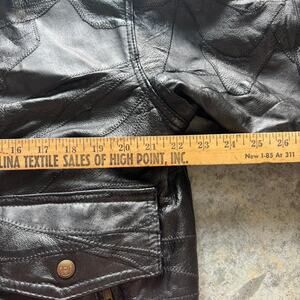 16 17 18 19 20 21 22 23 24 25 26
LINA TEXTILE SALES OF HIGH POINT, INC. New I-85 At 311